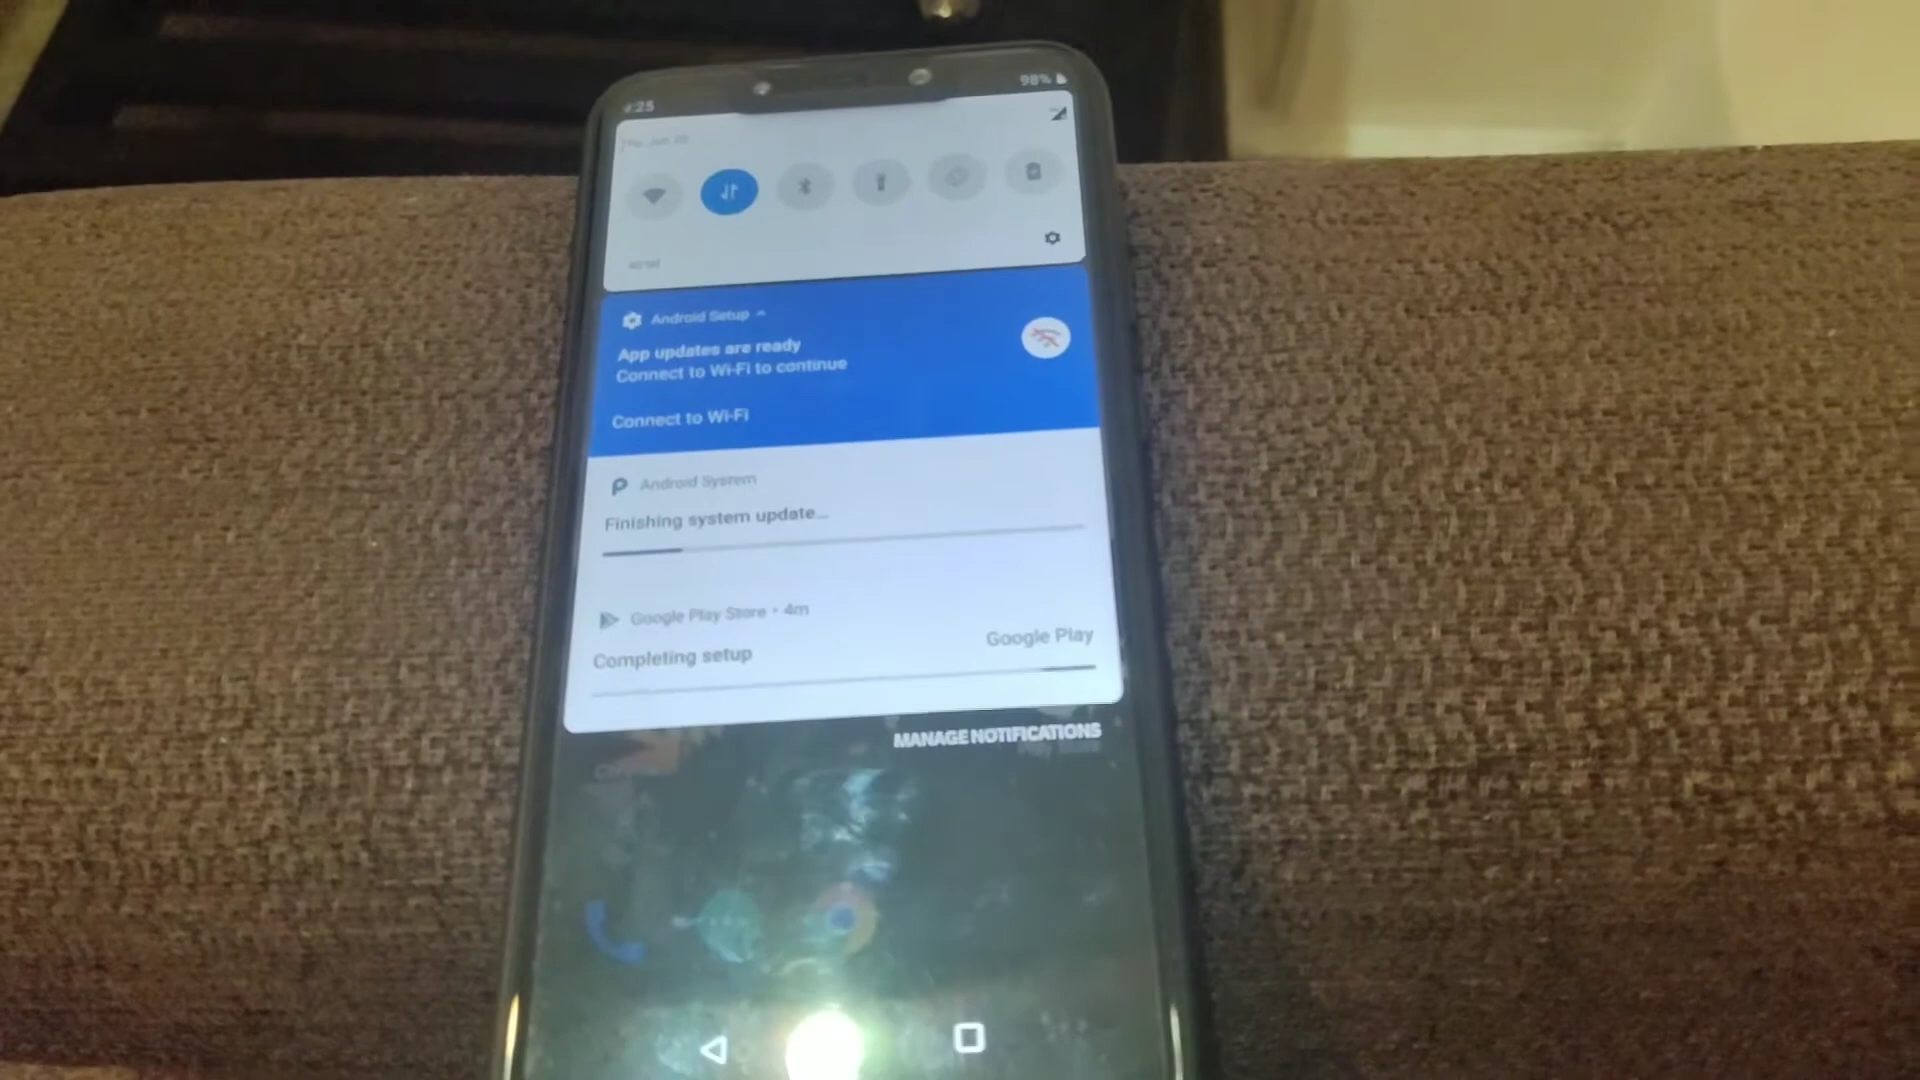 4:25
98%
Android Setup
App updates are ready
Connect to Wi-Fi to continue
Connect to Wi-Fi
Android System
Finishing system update...
Google Play Store • 4m
Completing setup
Google Play
MANAGE NOTIFICATIONS